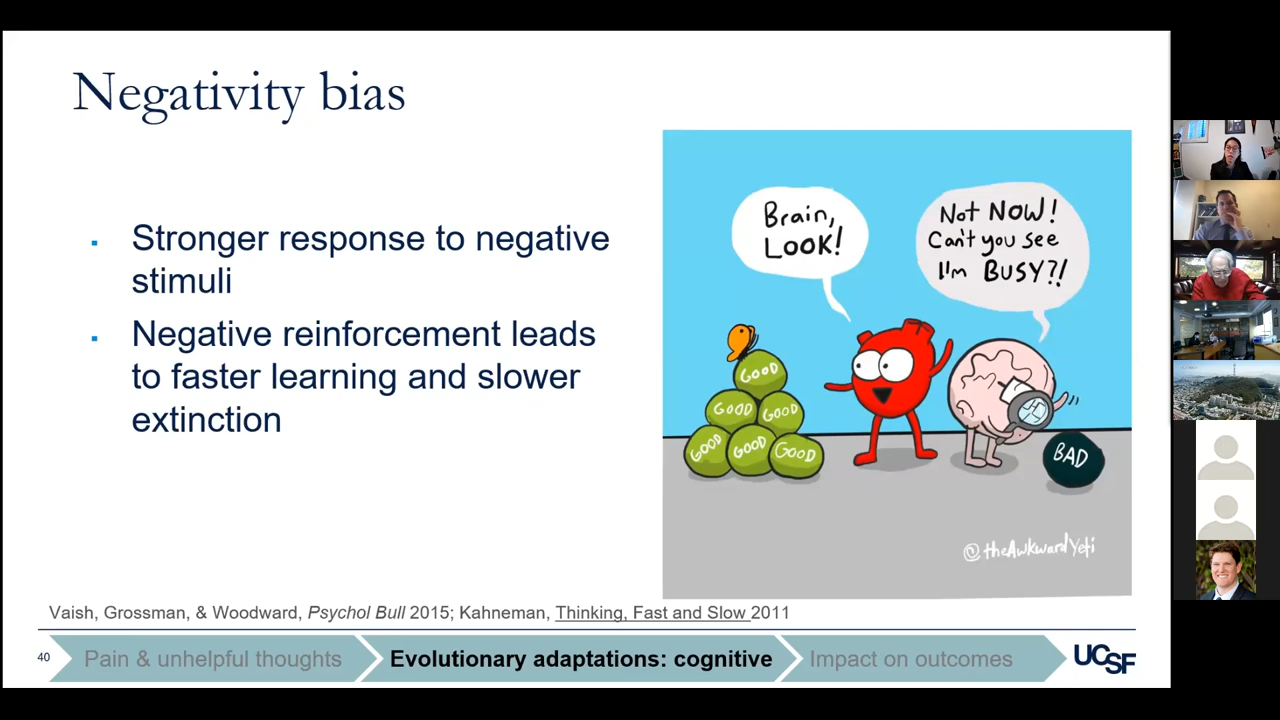 Negativity bias
Stronger response to negative
stimuli
Negative reinforcement leads
to faster learning and slower
extinction
Brain,
LOOK!
Not NOW!
Can't you see
I'm BUSY?!
GOOD
GOOD GOOD
GOOD GOOD GOOD
BAD
@theAwkwardYeti
Vaish, Grossman, & Woodward, Psychol Bull 2015; Kahneman, Thinking, Fast and Slow 2011
40 Pain & unhelpful thoughts Evolutionary adaptations: cognitive Impact on outcomes UCSF